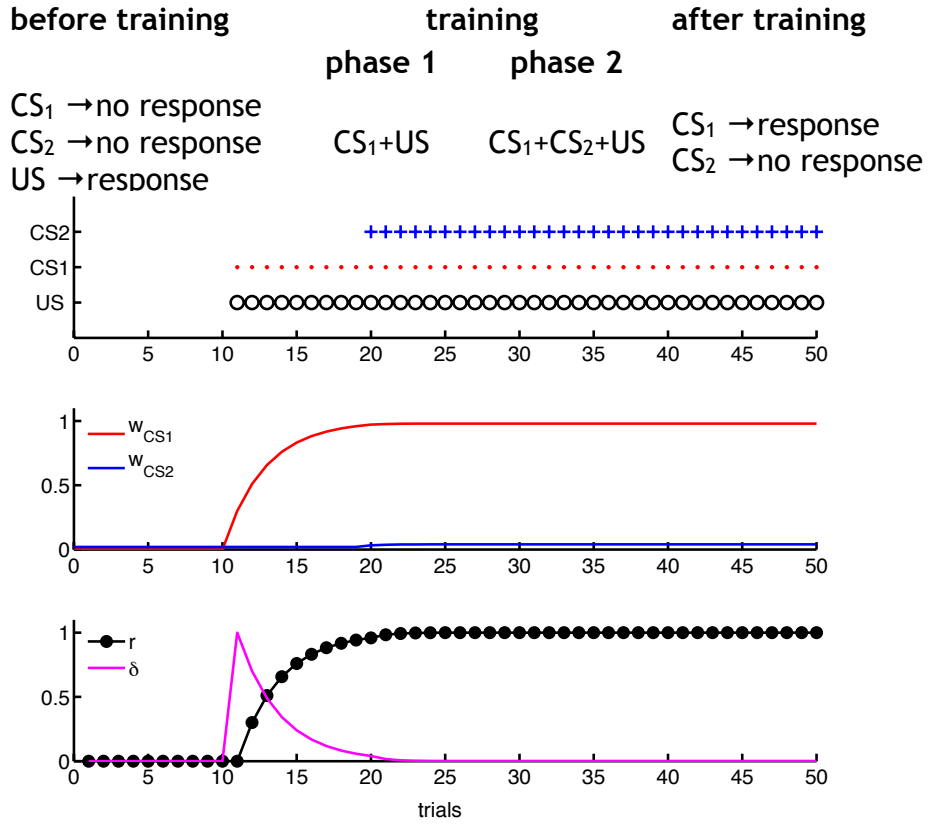 before training training after training
phase 1 phase 2
CS₁ →no response
CS₂ →no response
US →response
CS₁+US
CS₁+CS₂+US
CS₁ →response
CS₂ →no response
CS2
CS1
US
0 5 10 15 20 25 30 35 40 45 50
1
0.5
0
w_CS1
w_CS2
0 5 10 15 20 25 30 35 40 45 50
1
0.5
0
r
δ
0 5 10 15 20 25 30 35 40 45 50
trials